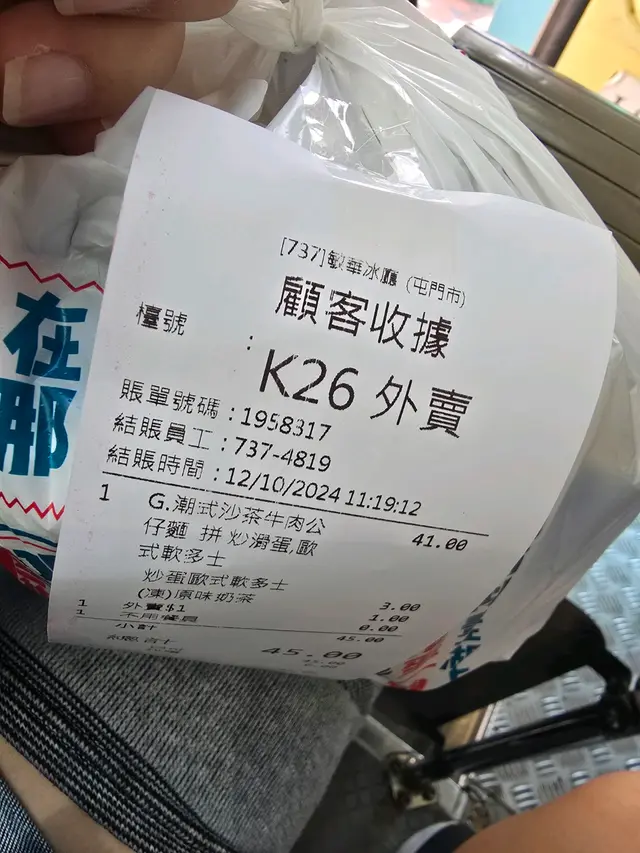 [737]敏華冰廳 (屯門市)
顧客收據
檯號 : K26 外賣
賬單號碼 : 1958317
結賬員工 : 737-4819
結賬時間 : 12/10/2024 11:19:12
1 G.潮式沙茶牛肉公 41.00
仔麵 拼 炒滑蛋,歐
式軟多士
炒蛋歐式軟多士
(凍)原味奶茶 3.00
1 外賣$1 1.00
1 不用餐具 0.00
小計 45.00
總計 45.00
45.00
在
那